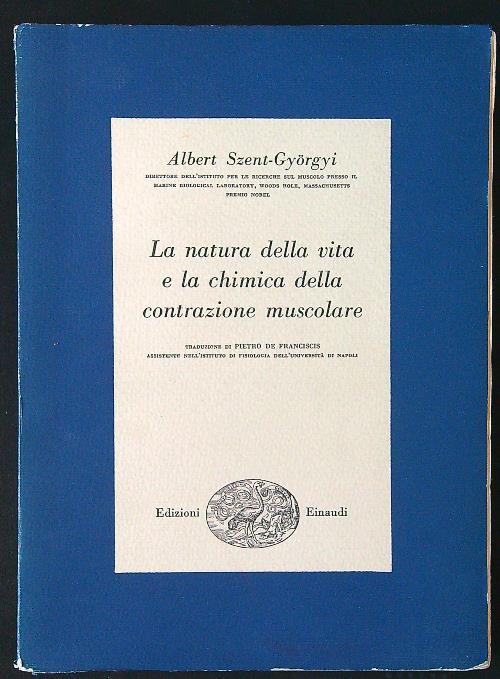 Albert Szent-Györgyi
DIRETTORE DELL'ISTITUTO PER LE RICERCHE SUL MUSCOLO PRESSO IL
MARINE BIOLOGICAL LABORATORY, WOODS HOLE, MASSACHUSETTS
PREMIO NOBEL
La natura della vita
e la chimica della
contrazione muscolare
TRADUZIONE DI PIETRO DE FRANCISCIS
ASSISTENTE NELL'ISTITUTO DI FISIOLOGIA DELL'UNIVERSITÀ DI NAPOLI
Edizioni Einaudi